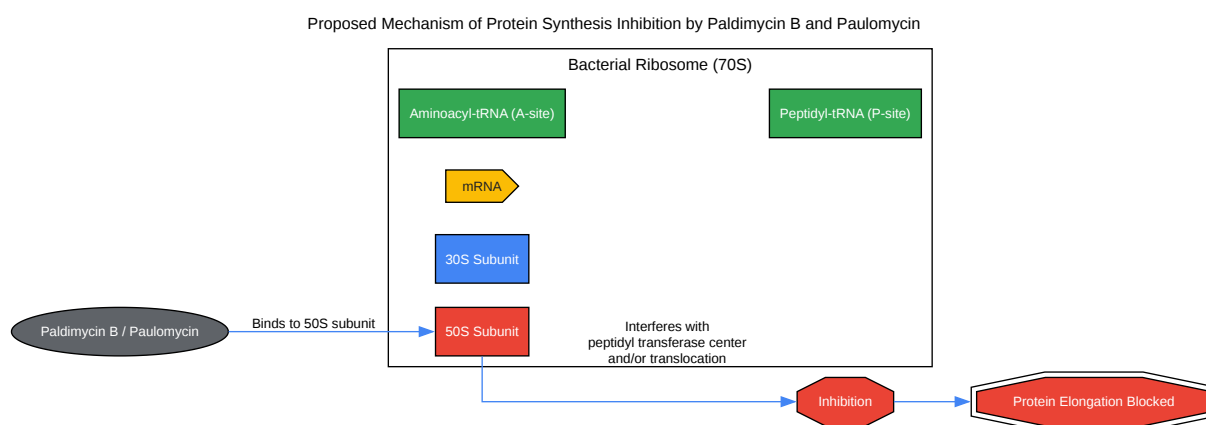 Proposed Mechanism of Protein Synthesis Inhibition by Paldimycin B and Paulomycin
Bacterial Ribosome (70S)
Aminoacyl-tRNA (A-site)
Peptidyl-tRNA (P-site)
mRNA
30S Subunit
Paldimycin B / Paulomycin
Binds to 50S subunit
50S Subunit
Interferes with
peptidyl transferase center
and/or translocation
Inhibition
Protein Elongation Blocked